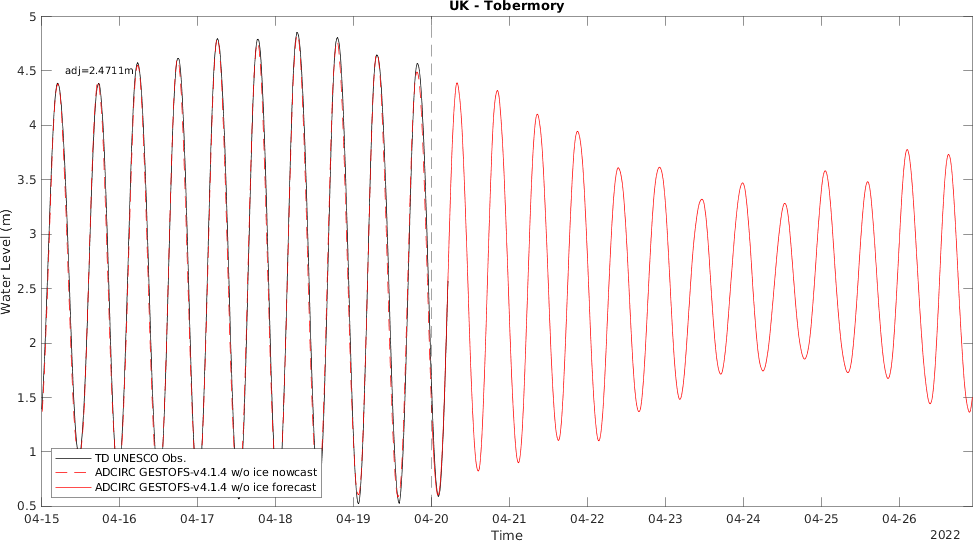 UK - Tobermory
5
4.5
4
3.5
3
2.5
2
1.5
1
0.5
Water Level (m)
adj=2.4711m
TD UNESCO Obs.
ADCIRC GESTOFS-v4.1.4 w/o ice nowcast
ADCIRC GESTOFS-v4.1.4 w/o ice forecast
04-15 04-16 04-17 04-18 04-19 04-20 04-21 04-22 04-23 04-24 04-25 04-26
Time
2022